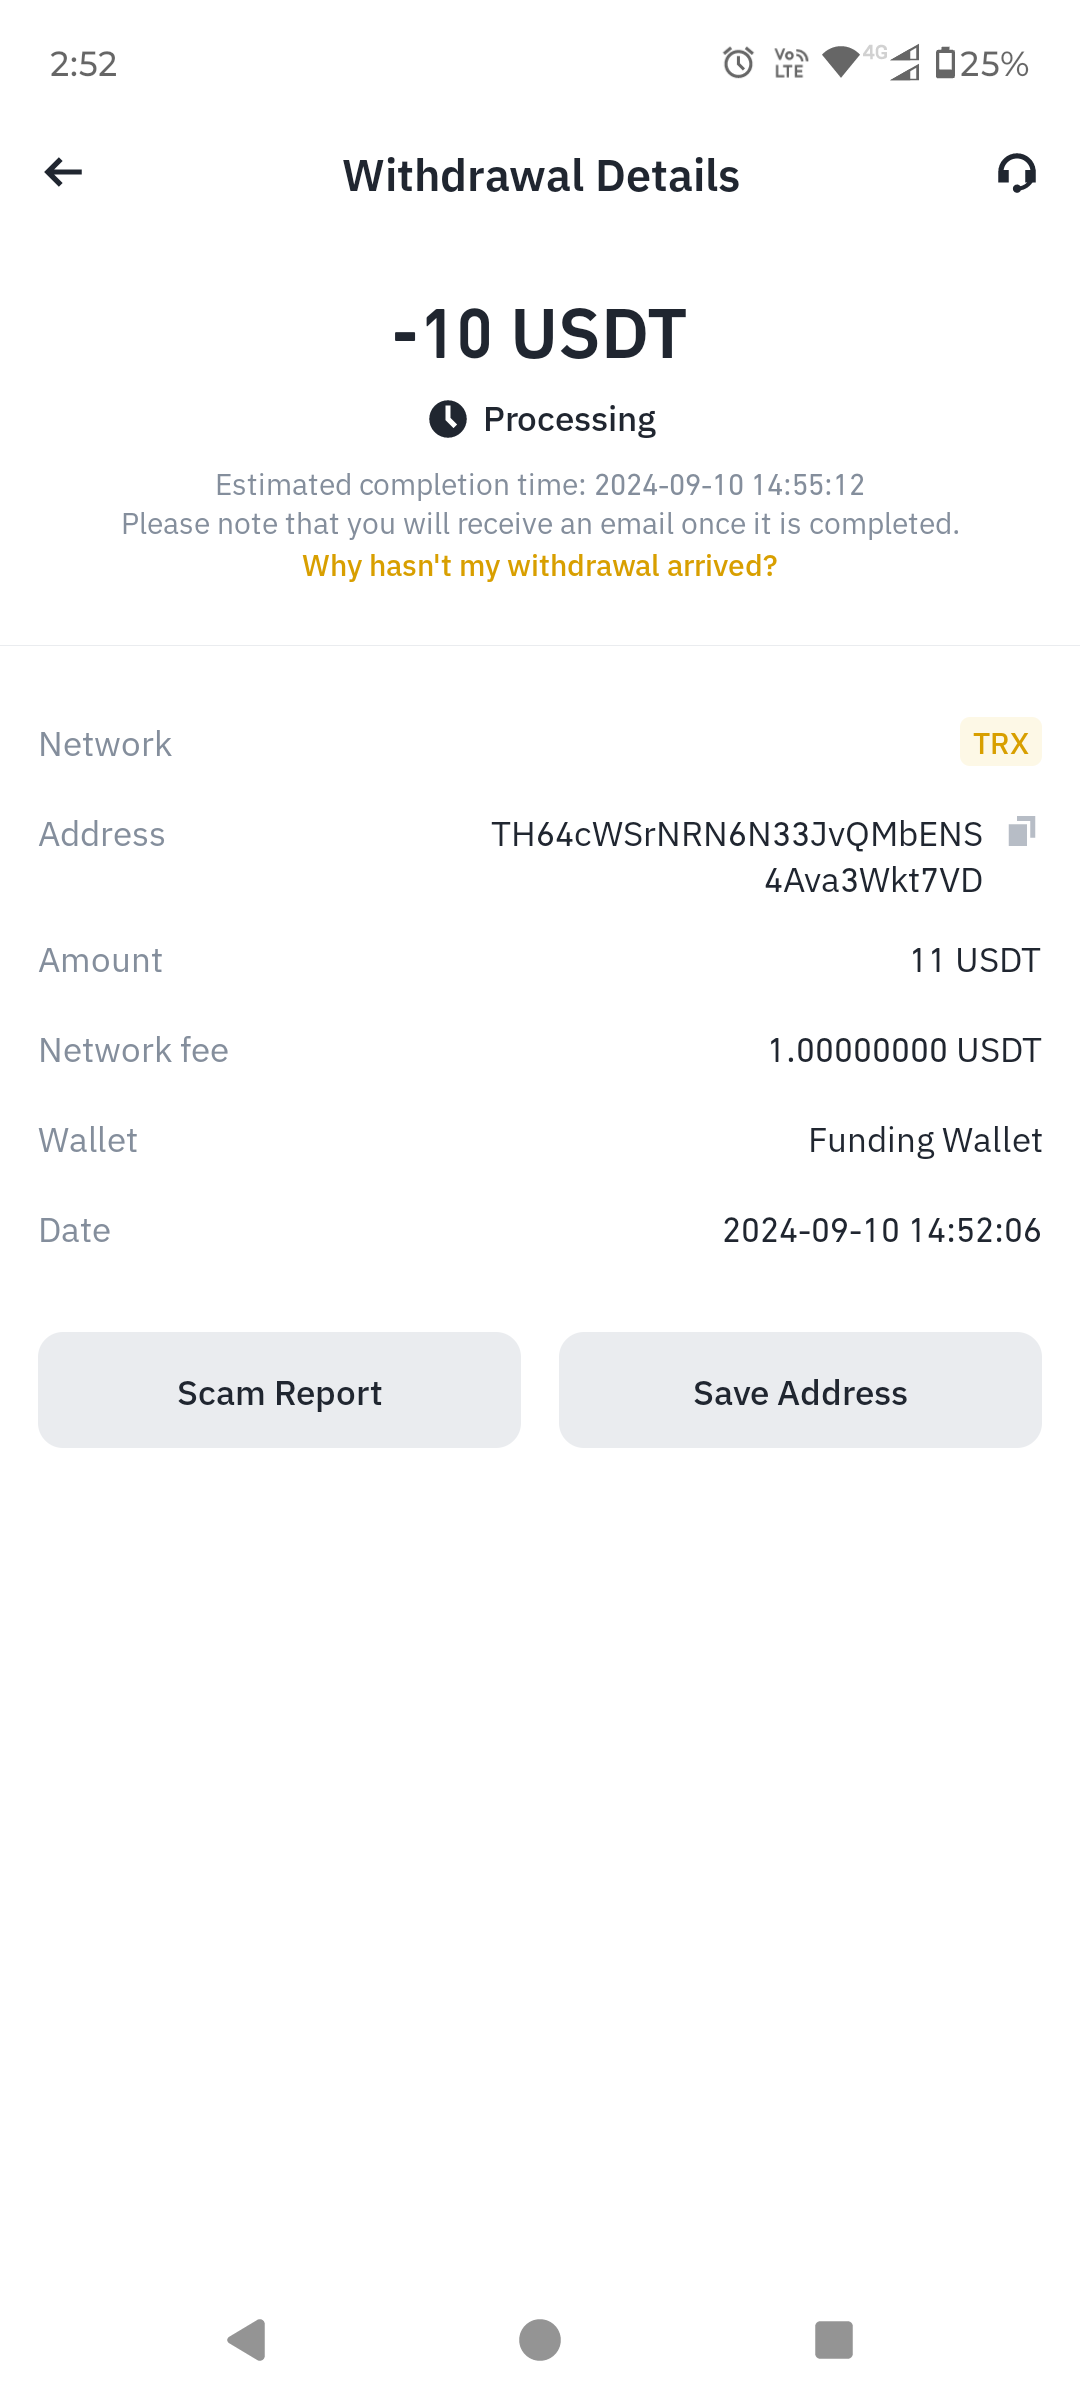 2:52
Vo LTE 4G 25%
Withdrawal Details
-10 USDT
Processing
Estimated completion time: 2024-09-10 14:55:12
Please note that you will receive an email once it is completed.
Why hasn't my withdrawal arrived?
Network TRX
Address TH64cWSrNRN6N33JvQMbENS
4Ava3Wkt7VD
Amount 11 USDT
Network fee 1.00000000 USDT
Wallet Funding Wallet
Date 2024-09-10 14:52:06
Scam Report Save Address